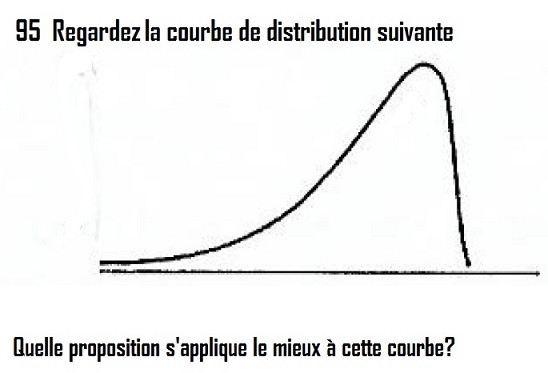 95 Regardez la courbe de distribution suivante
Quelle proposition s'applique le mieux à cette courbe?